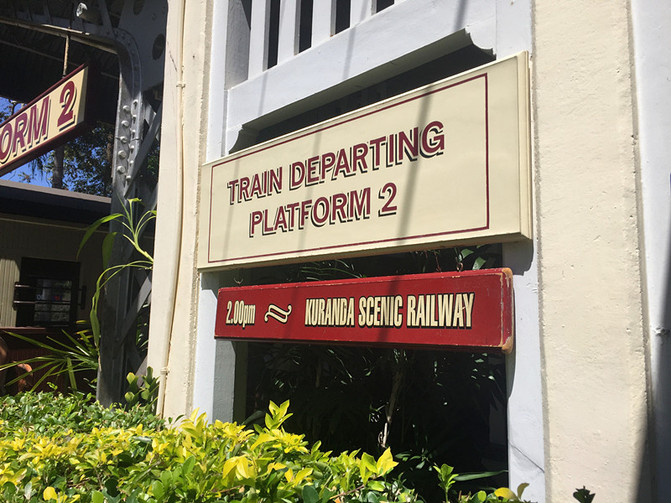 ORM 2
TRAIN DEPARTING
PLATFORM 2
2.00pm ~ KURANDA SCENIC RAILWAY